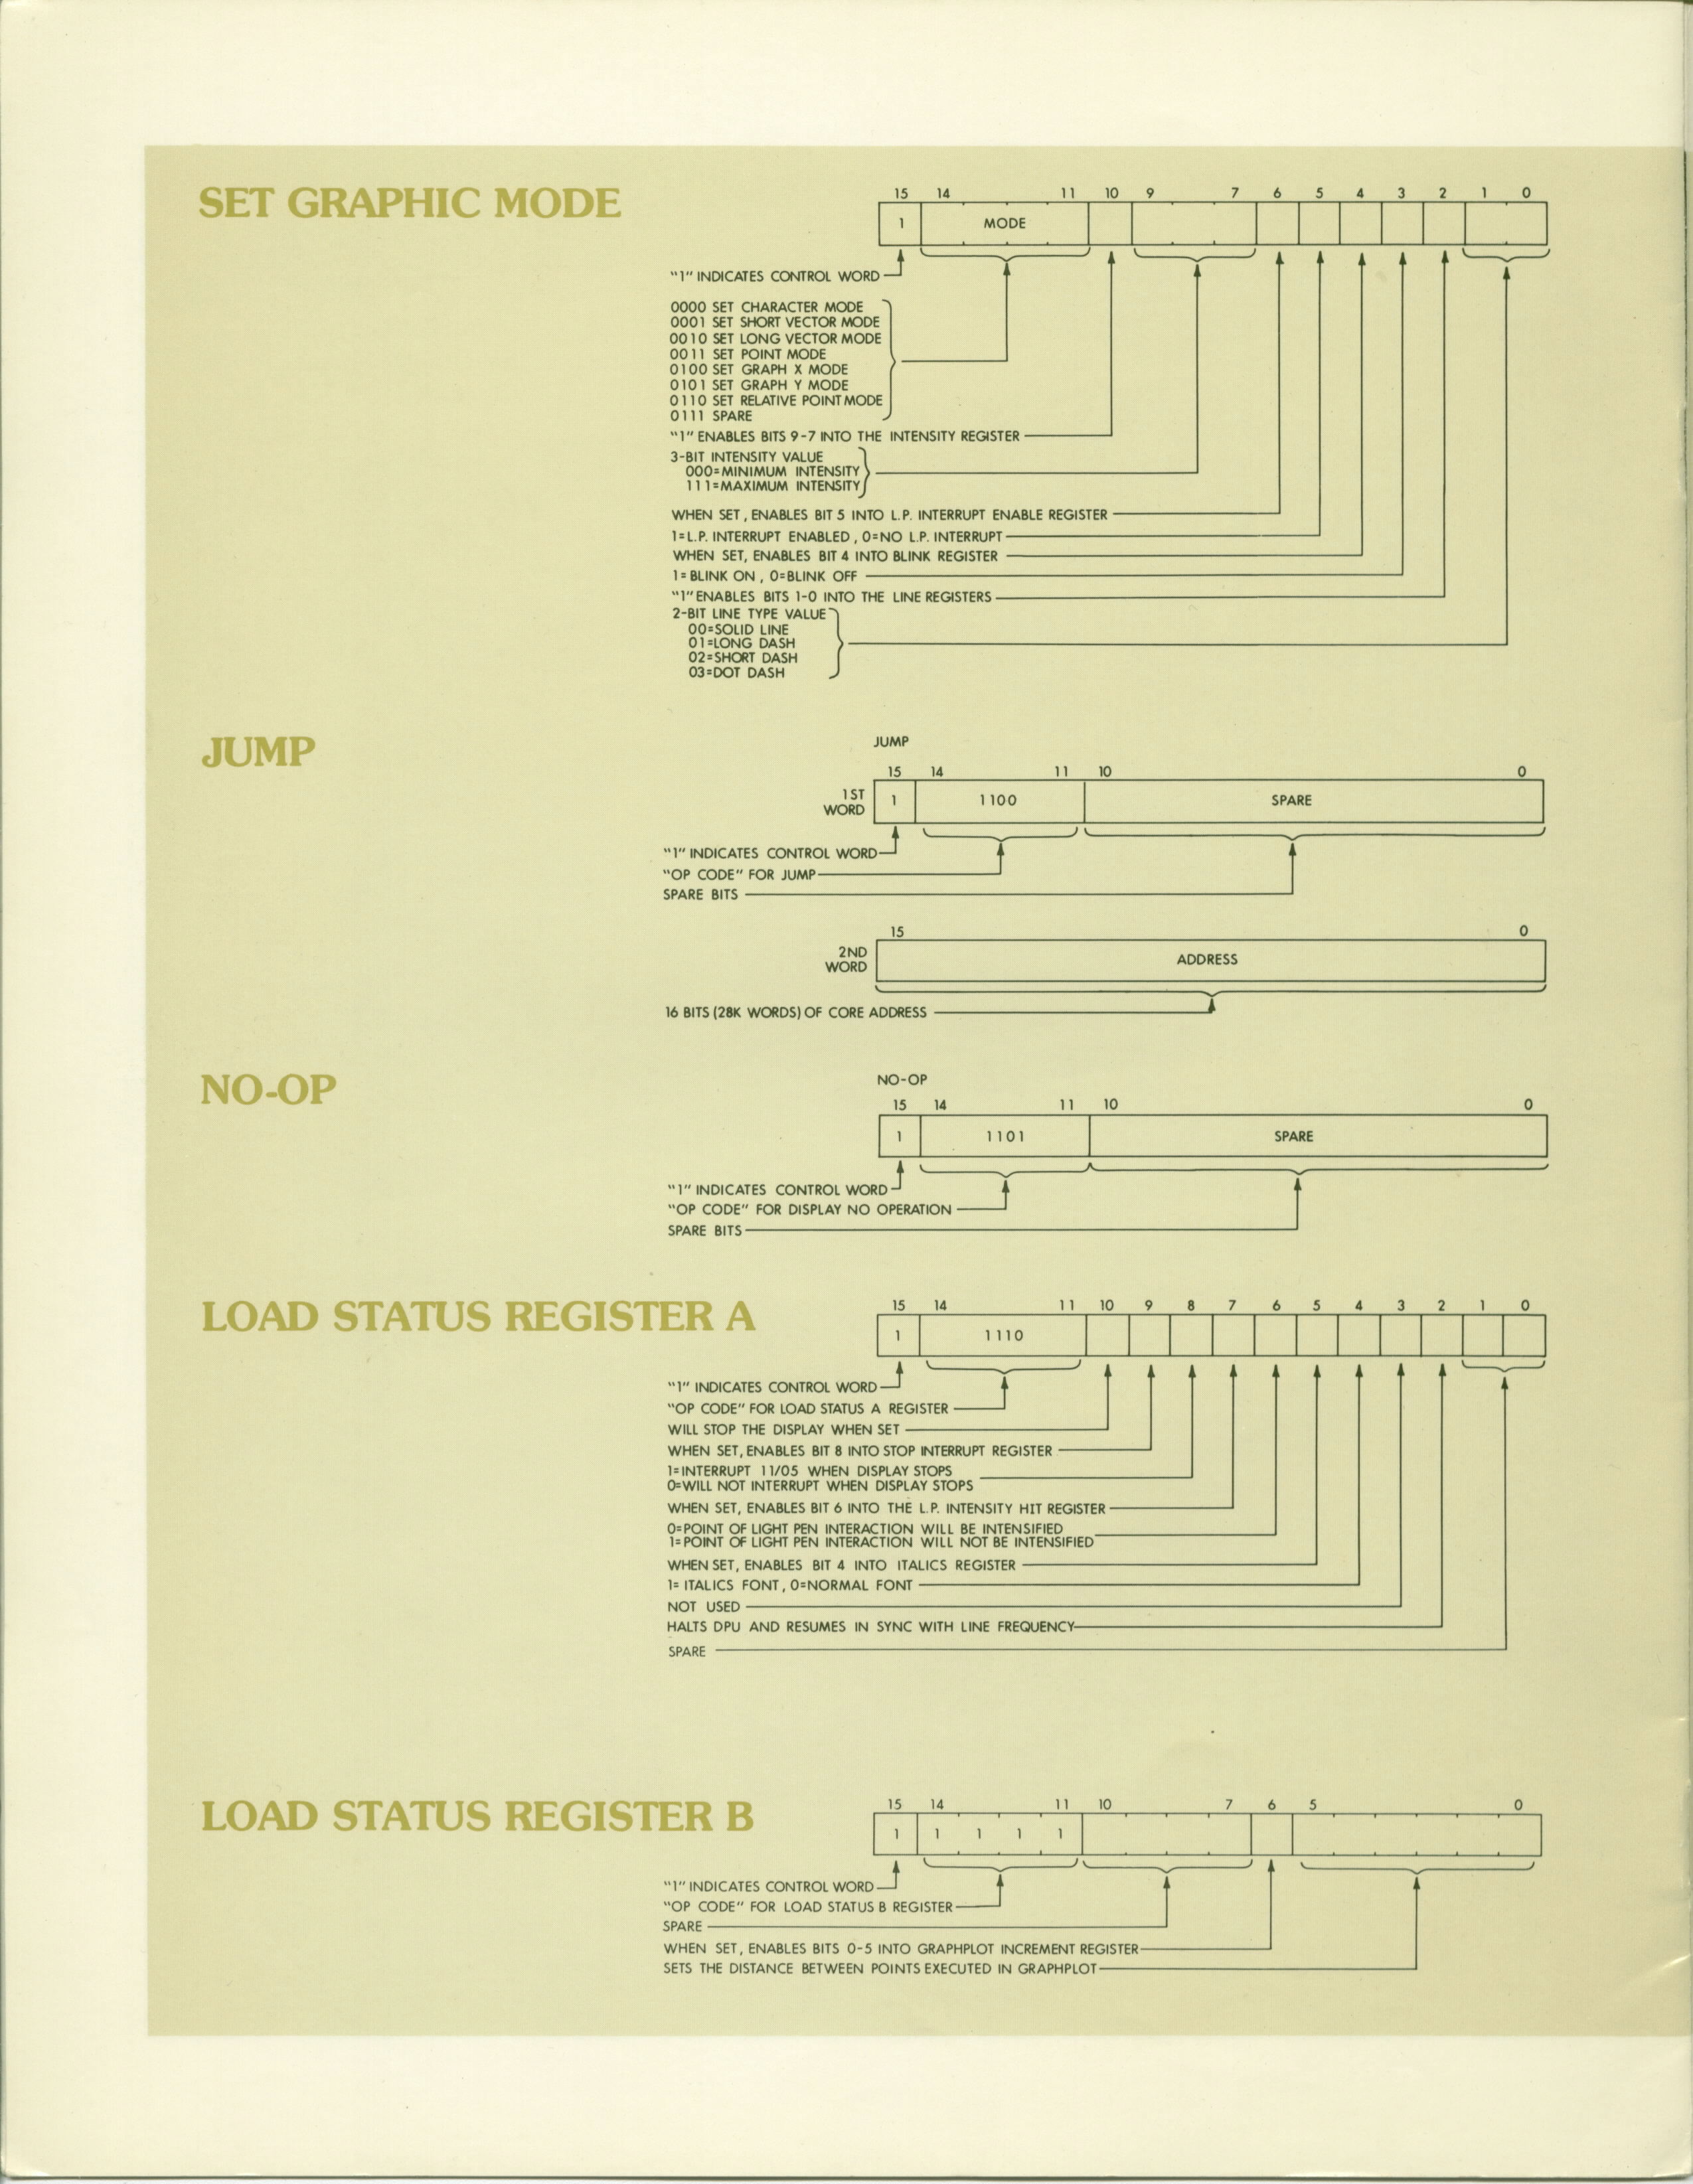 SET GRAPHIC MODE
15 14 11 10 9 7 6 5 4 3 2 1 0
1 MODE
"1" INDICATES CONTROL WORD
0000 SET CHARACTER MODE
0001 SET SHORT VECTOR MODE
0010 SET LONG VECTOR MODE
0011 SET POINT MODE
0100 SET GRAPH X MODE
0101 SET GRAPH Y MODE
0110 SET RELATIVE POINT MODE
0111 SPARE
"1" ENABLES BITS 9-7 INTO THE INTENSITY REGISTER
3-BIT INTENSITY VALUE
000=MINIMUM INTENSITY
111=MAXIMUM INTENSITY
WHEN SET, ENABLES BIT 5 INTO L.P. INTERRUPT ENABLE REGISTER
1=L.P. INTERRUPT ENABLED, 0=NO L.P. INTERRUPT
WHEN SET, ENABLES BIT 4 INTO BLINK REGISTER
1=BLINK ON, 0=BLINK OFF
"1" ENABLES BITS 1-0 INTO THE LINE REGISTERS
2-BIT LINE TYPE VALUE
00=SOLID LINE
01=LONG DASH
02=SHORT DASH
03=DOT DASH
JUMP
JUMP
15 14 11 10 0
1ST WORD 1 1100 SPARE
"1" INDICATES CONTROL WORD
"OP CODE" FOR JUMP
SPARE BITS
15 0
2ND WORD ADDRESS
16 BITS (28K WORDS) OF CORE ADDRESS
NO-OP
NO-OP
15 14 11 10 0
1 1101 SPARE
"1" INDICATES CONTROL WORD
"OP CODE" FOR DISPLAY NO OPERATION
SPARE BITS
LOAD STATUS REGISTER A
15 14 11 10 9 8 7 6 5 4 3 2 1 0
1 1110
"1" INDICATES CONTROL WORD
"OP CODE" FOR LOAD STATUS A REGISTER
WILL STOP THE DISPLAY WHEN SET
WHEN SET, ENABLES BIT 8 INTO STOP INTERRUPT REGISTER
1=INTERRUPT 11/05 WHEN DISPLAY STOPS
0=WILL NOT INTERRUPT WHEN DISPLAY STOPS
WHEN SET, ENABLES BIT 6 INTO THE L.P. INTENSITY HIT REGISTER
0=POINT OF LIGHT PEN INTERACTION WILL BE INTENSIFIED
1=POINT OF LIGHT PEN INTERACTION WILL NOT BE INTENSIFIED
WHEN SET, ENABLES BIT 4 INTO ITALICS REGISTER
1=ITALICS FONT, 0=NORMAL FONT
NOT USED
HALTS DPU AND RESUMES IN SYNC WITH LINE FREQUENCY
SPARE
LOAD STATUS REGISTER B
15 14 11 10 7 6 5 0
1 1 1 1 1
"1" INDICATES CONTROL WORD
"OP CODE" FOR LOAD STATUS B REGISTER
SPARE
WHEN SET, ENABLES BITS 0-5 INTO GRAPHPLOT INCREMENT REGISTER
SETS THE DISTANCE BETWEEN POINTS EXECUTED IN GRAPHPLOT